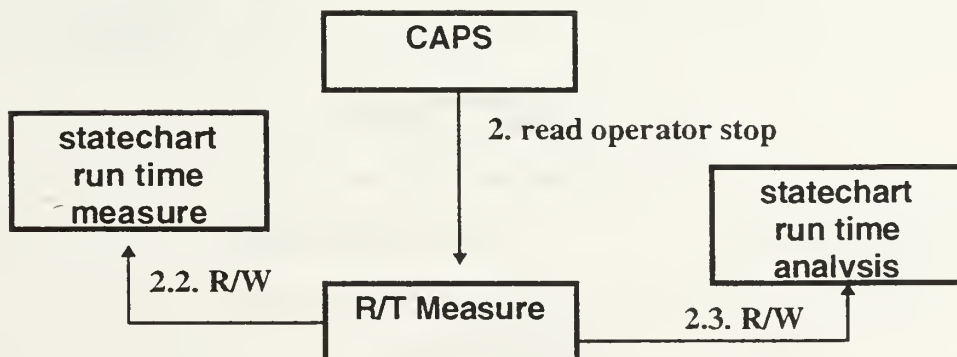 CAPS
2. read operator stop
statechart
run time
measure
statechart
run time
analysis
2.2. R/W
R/T Measure
2.3. R/W